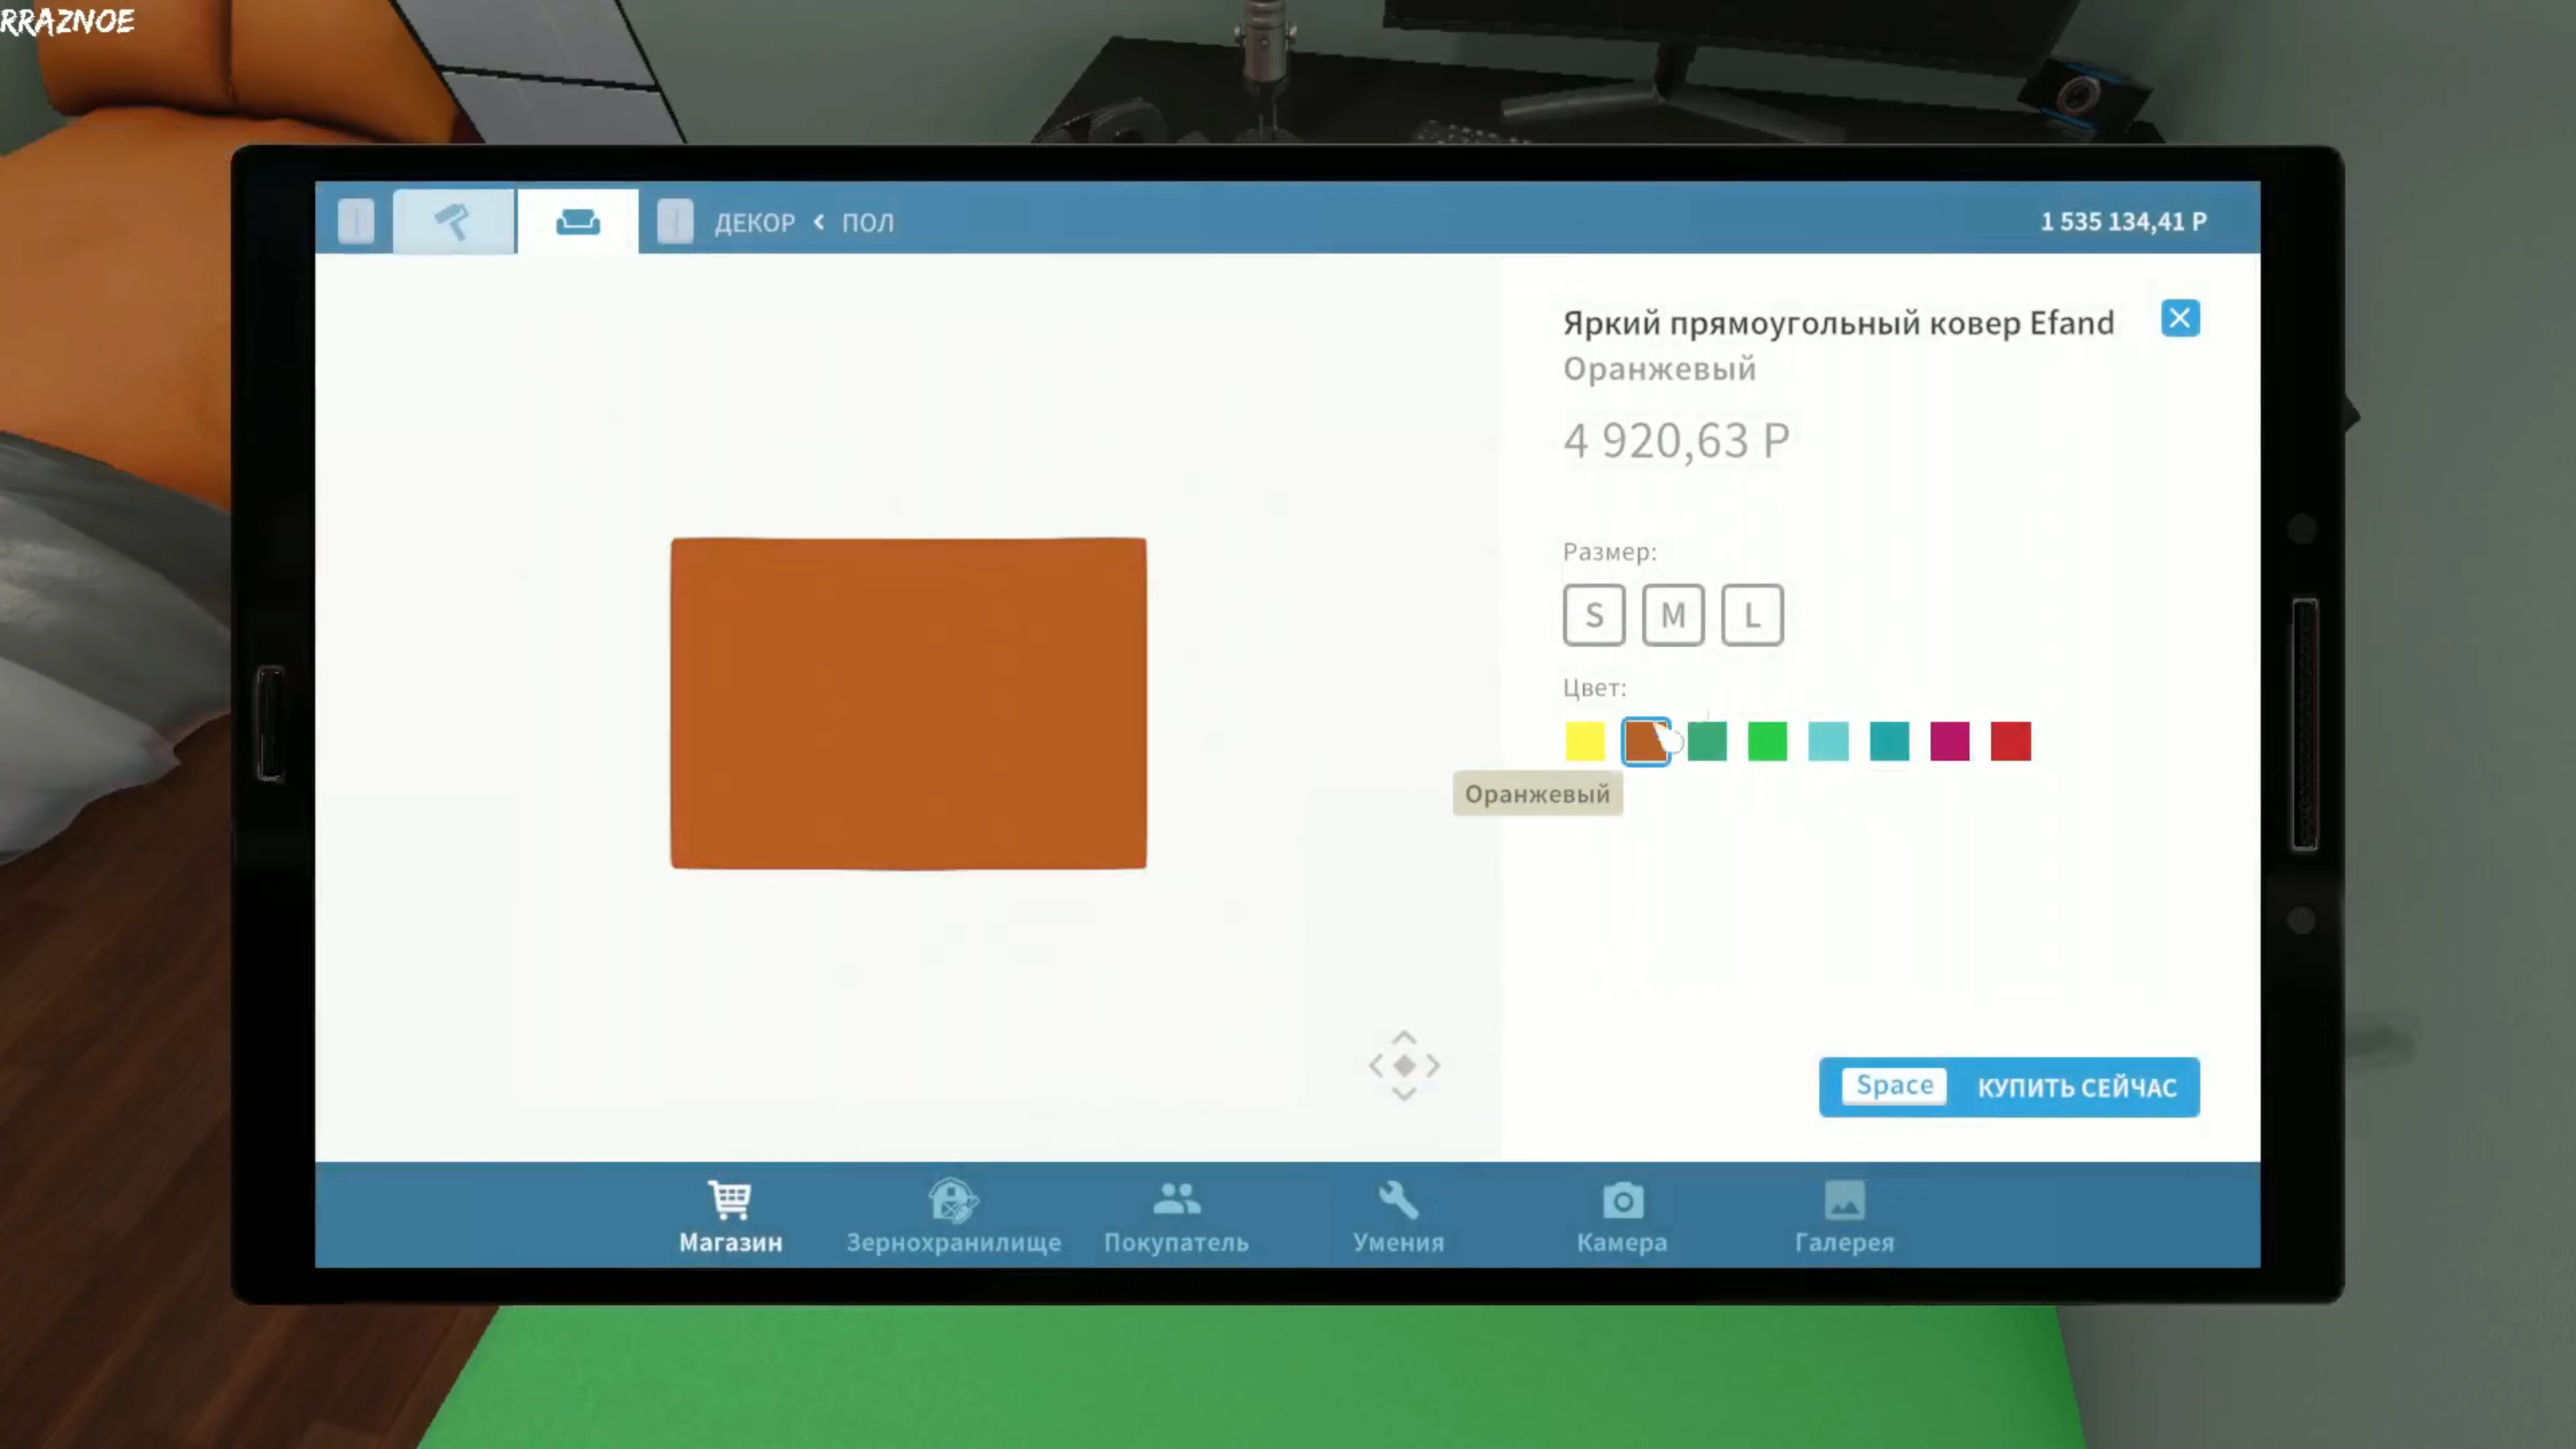 RRAZNOE
ДЕКОР < ПОЛ
1 535 134,41 Р
Яркий прямоугольный ковер Efand
Оранжевый
4 920,63 Р
Размер:
S M L
Цвет:
Оранжевый
Space КУПИТЬ СЕЙЧАС
Магазин Зернохранилище Покупатель Умения Камера Галерея